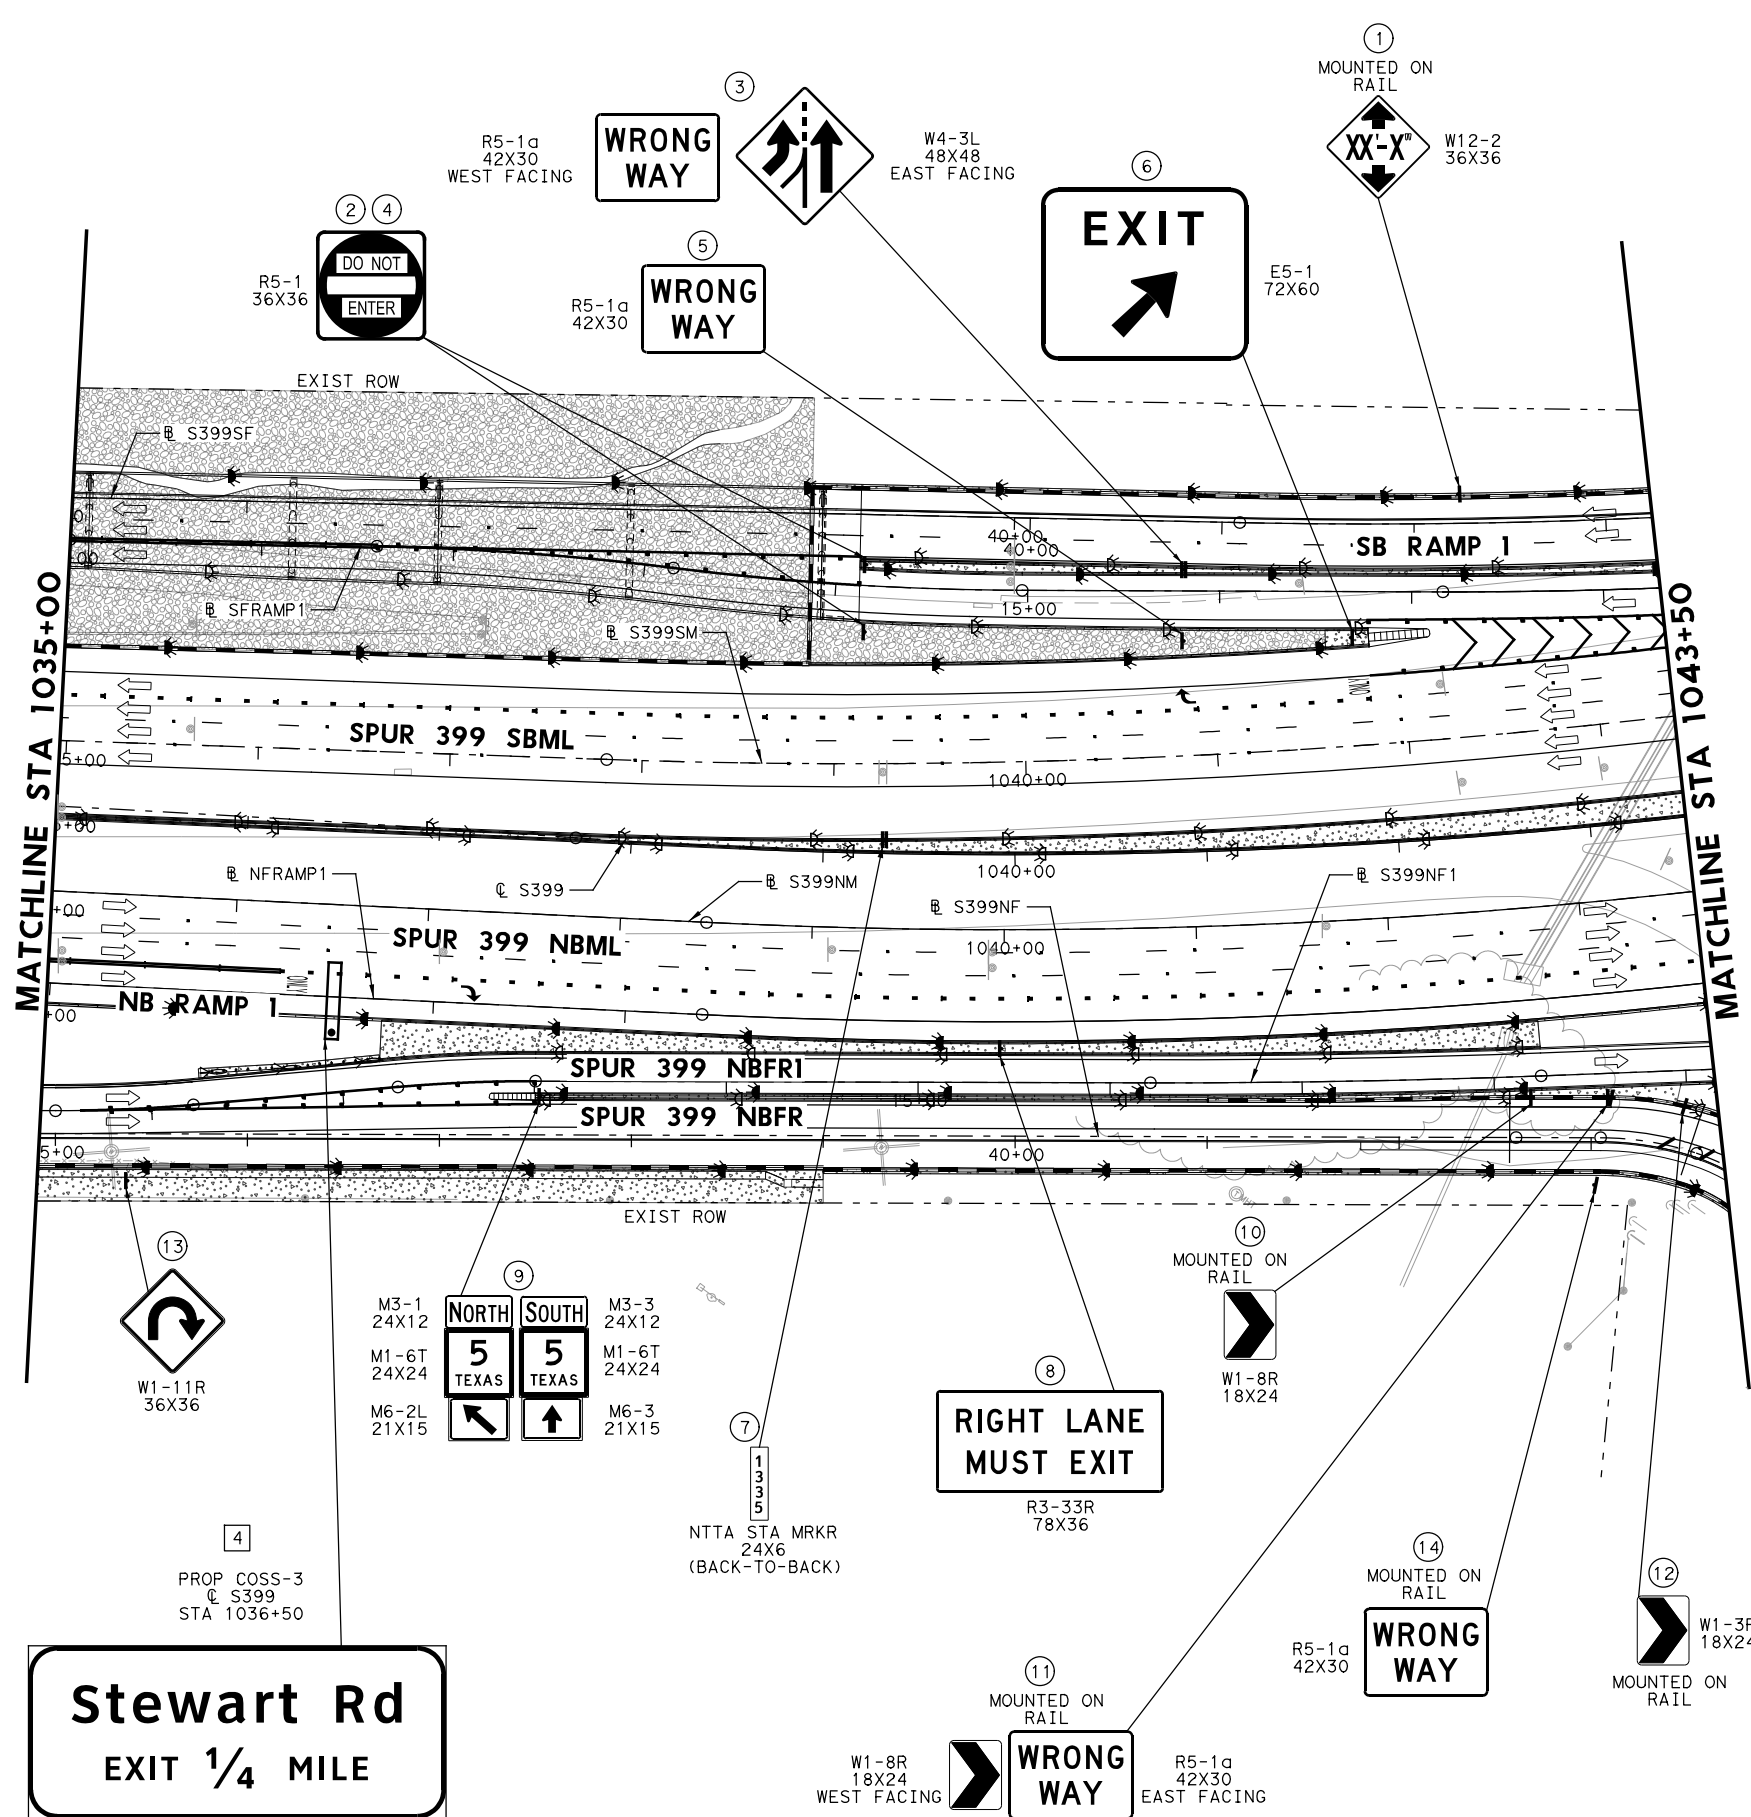 1
MOUNTED ON
RAIL
XX'-X"
W12-2
36X36
3
R5-1a
42X30
WEST FACING
WRONG
WAY
W4-3L
48X48
EAST FACING
6
EXIT
E5-1
72X60
2 4
R5-1
36X36
DO NOT
ENTER
5
R5-1a
42X30
WRONG
WAY
EXIST ROW
℄ S399SF
40+00
40+00
SB RAMP 1
℄ SFRAMP1
15+00
℄ S399SM
MATCHLINE STA 1035+00
MATCHLINE STA 1043+50
SPUR 399 SBML
5+00
1040+00
1040+00
℄ NFRAMP1
℄ S399
℄ S399NM
℄ S399NF
℄ S399NF1
+00
SPUR 399 NBML
1040+00
NB RAMP 1
+00
SPUR 399 NBFR1
SPUR 399 NBFR
5+00
40+00
EXIST ROW
13
W1-11R
36X36
9
M3-1
24X12
NORTH
SOUTH
M3-3
24X12
M1-6T
24X24
5
TEXAS
5
TEXAS
M1-6T
24X24
M6-2L
21X15
M6-3
21X15
10
MOUNTED ON
RAIL
W1-8R
18X24
8
RIGHT LANE
MUST EXIT
R3-33R
78X36
7
1
3
3
5
NTTA STA MRKR
24X6
(BACK-TO-BACK)
4
PROP COSS-3
℄ S399
STA 1036+50
Stewart Rd
EXIT 1/4 MILE
14
MOUNTED ON
RAIL
R5-1a
42X30
WRONG
WAY
12
18X24
MOUNTED ON
RAIL
11
MOUNTED ON
RAIL
W1-8R
18X24
WEST FACING
WRONG
WAY
R5-1a
42X30
EAST FACING